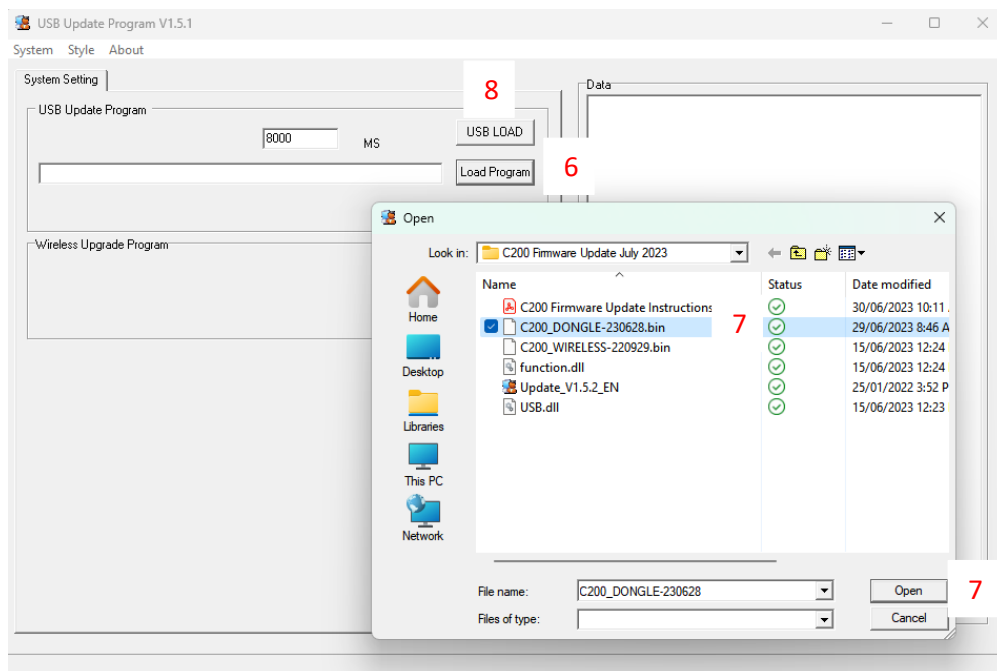 USB Update Program V1.5.1
System Style About
System Setting
USB Update Program
8000 MS
8
USB LOAD
Load Program
6
Data
Wireless Upgrade Program
Open
Look in: C200 Firmware Update July 2023
Name Status Date modified
C200 Firmware Update Instructions 30/06/2023 10:11
C200_DONGLE-230628.bin 7 29/06/2023 8:46 A
C200_WIRELESS-220929.bin 15/06/2023 12:24
function.dll 15/06/2023 12:24
Update_V1.5.2_EN 25/01/2022 3:52 P
USB.dll 15/06/2023 12:23
Home
Desktop
Libraries
This PC
Network
File name: C200_DONGLE-230628 Open 7
Files of type: Cancel